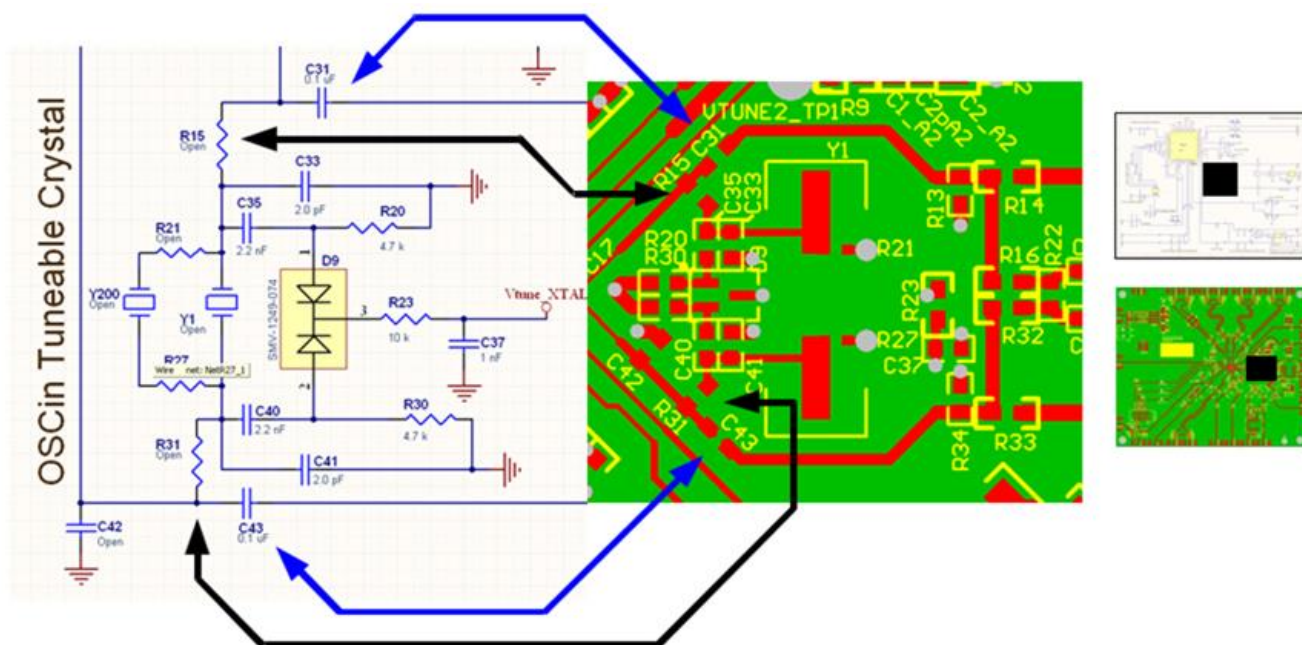 OSCin Tuneable Crystal
C31
0.1 uF
R15
Open
C33
2.0 pF
C35
2.2 nF
R20
4.7 k
R21
Open
D9
1
Y200
Open
Y1
Open
SMV-1249-074
3
R23
10 k
Vtune_XTAL
C37
1 nF
R27
Wire net: NetR27_1
2
C40
2.2 nF
R30
4.7 k
R31
Open
C41
2.0 pF
C42
Open
C43
0.1 uF
VTUNE2_TP1
R9
C1_A2
C2pA2
C2_A2
C31
R15
Y1
C35
C33
R13
R14
R20
R30
R21
C17
R16
R22
R23
R27
R32
C40
C41
C37
C42
R31
C43
R34
R33